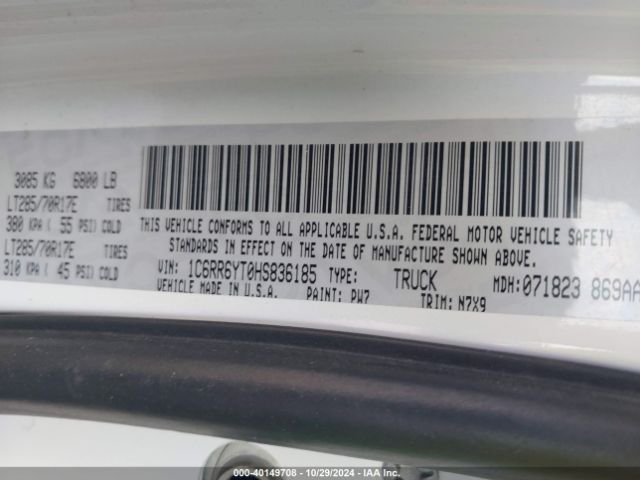 3085 KG 6800 LB
LT285/70R17E TIRES
380 KPA ( 55 PSI) COLD
LT285/70R17E TIRES
310 KPA ( 45 PSI) COLD
THIS VEHICLE CONFORMS TO ALL APPLICABLE U.S.A. FEDERAL MOTOR VEHICLE SAFETY
STANDARDS IN EFFECT ON THE DATE OF MANUFACTURE SHOWN ABOVE.
VIN: 1C6RR6YT0HS836185 TYPE: TRUCK MDH: 071823 869AA
VEHICLE MADE IN U.S.A. PAINT: PW7 TRIM: N7X9
000-40149708 - 10/29/2024 - IAA Inc.